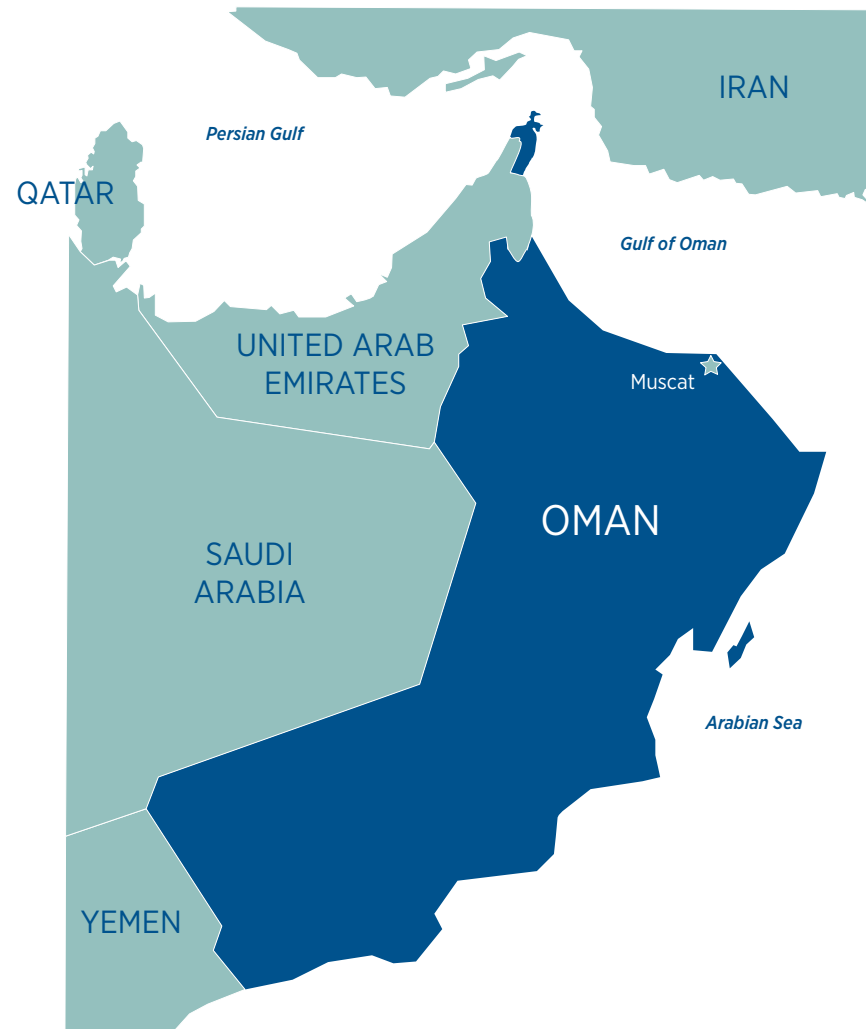 IRAN
Persian Gulf
QATAR
Gulf of Oman
UNITED ARAB
EMIRATES
Muscat
OMAN
SAUDI
ARABIA
Arabian Sea
YEMEN